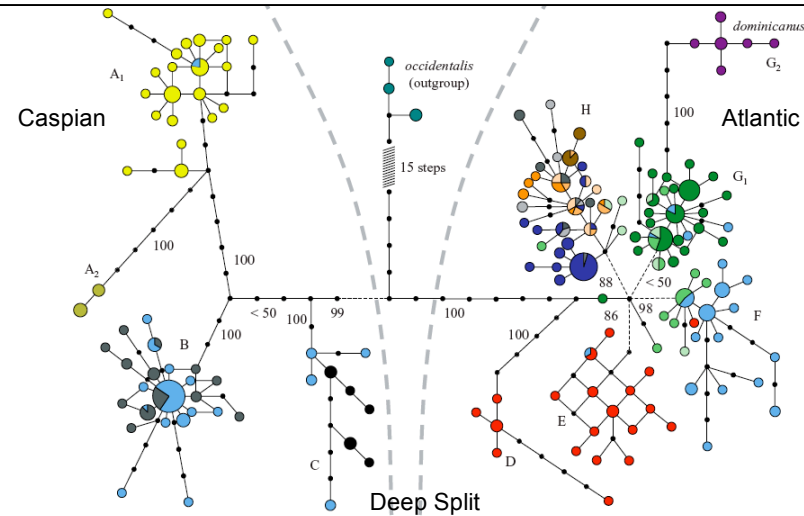 dominicanus
G2
occidentalis
(outgroup)
A1
H
Caspian
Atlantic
100
15 steps
G1
100
A2
100
88
< 50
< 50
99
100
86
98
100
100
100
F
B
E
C
D
Deep Split